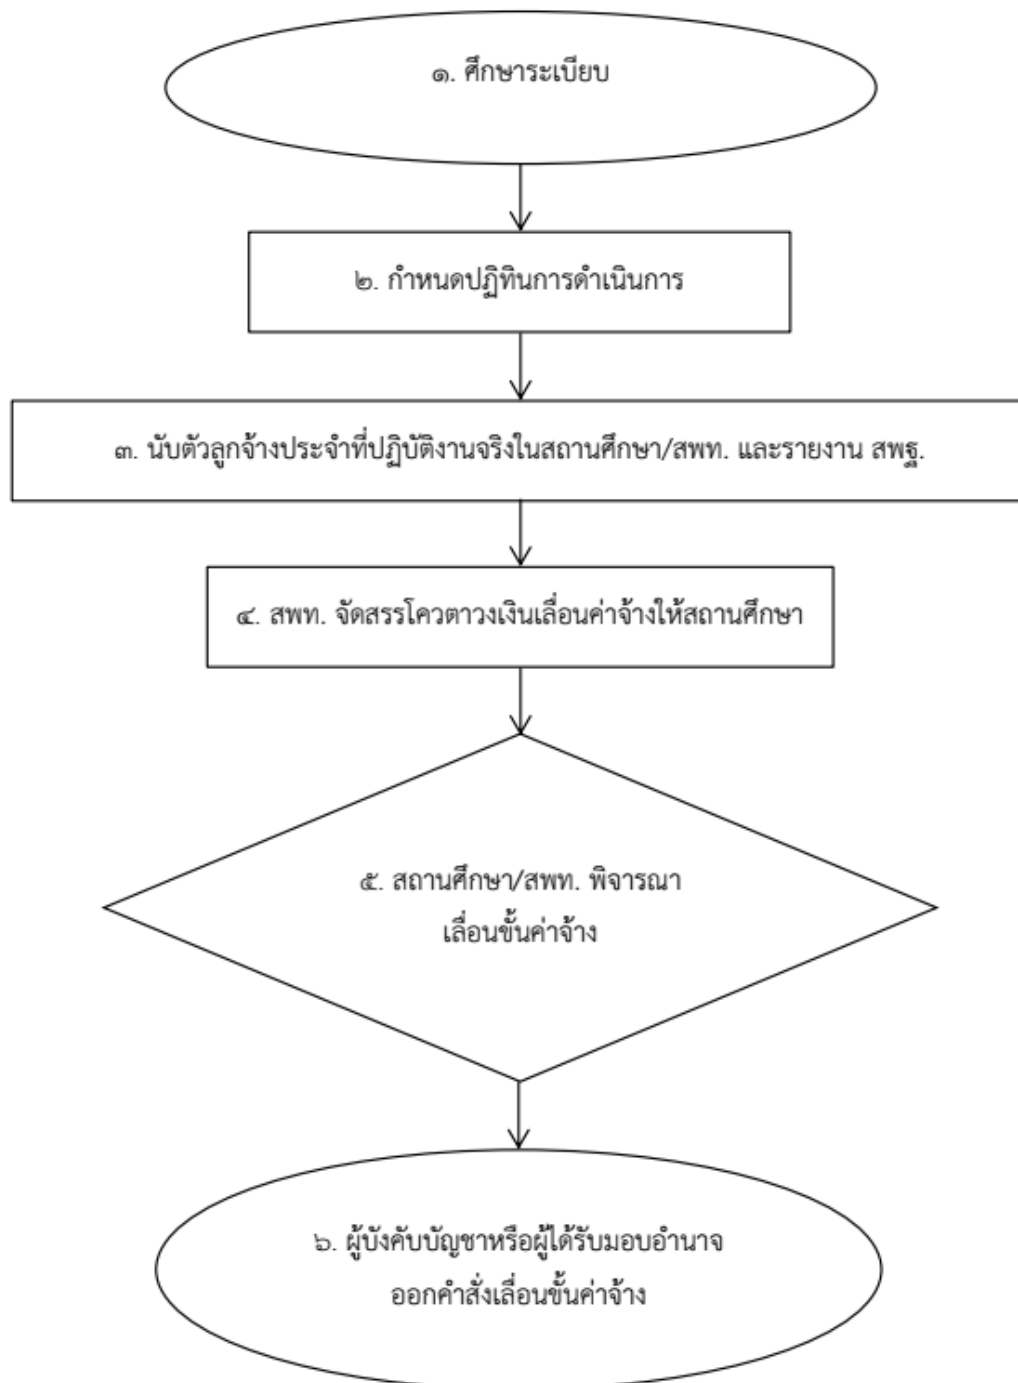 ๑. ศึกษาระเบียบ
๒. กำหนดปฏิทินการดำเนินการ
๓. นับตัวลูกจ้างประจำที่ปฏิบัติงานจริงในสถานศึกษา/สพท. และรายงาน สพฐ.
๔. สพท. จัดสรรโควตาวงเงินเลื่อนค่าจ้างให้สถานศึกษา
๕. สถานศึกษา/สพท. พิจารณา
เลื่อนขั้นค่าจ้าง
๖. ผู้บังคับบัญชาหรือผู้ได้รับมอบอำนาจ
ออกคำสั่งเลื่อนขั้นค่าจ้าง